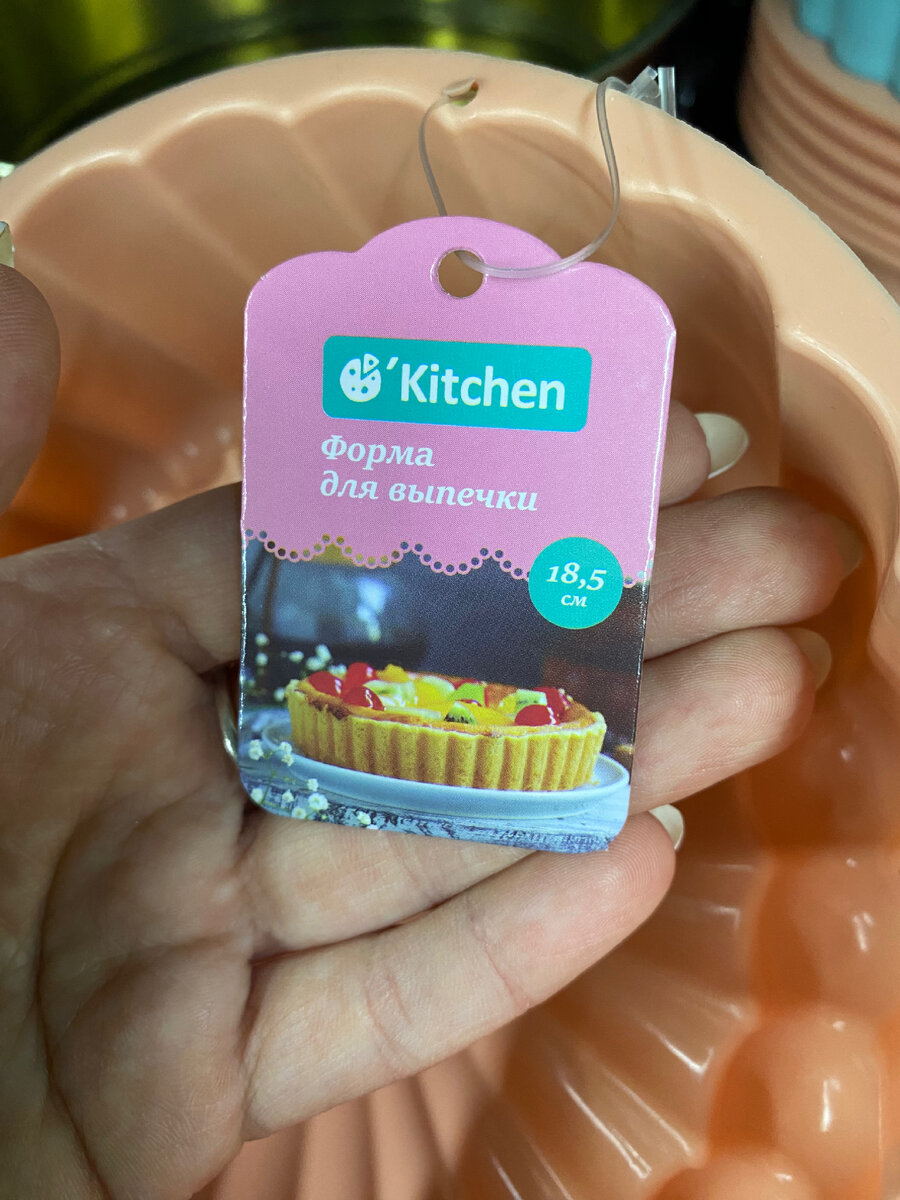 'Kitchen
Форма
для выпечки
18,5
см